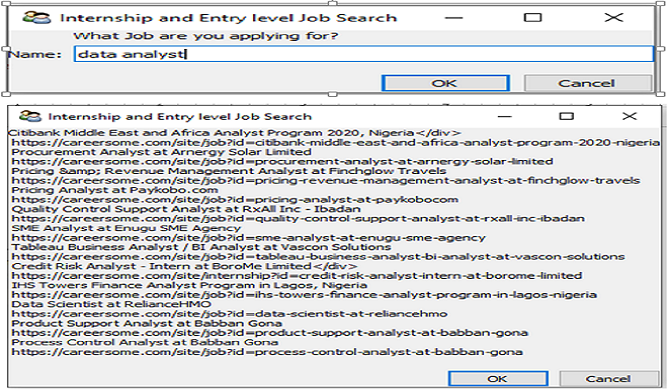 Internship and Entry level Job Search
What Job are you applying for?
Name: data analyst
OK Cancel
Internship and Entry level Job Search
Citibank Middle East and Africa Analyst Program 2020, Nigeria</div>
https://careersome.com/site/job?id=citibank-middle-east-and-africa-analyst-program-2020-nigeria
Procurement Analyst at Arnergy Solar Limited
https://careersome.com/site/job?id=procurement-analyst-at-arnergy-solar-limited
Pricing &amp; Revenue Management Analyst at Finchglow Travels
https://careersome.com/site/job?id=pricing-revenue-management-analyst-at-finchglow-travels
Pricing Analyst at Paykobo.com
https://careersome.com/site/job?id=pricing-analyst-at-paykobocom
Quality Control Support Analyst at RxAll Inc - Ibadan
https://careersome.com/site/job?id=quality-control-support-analyst-at-rxall-inc-ibadan
SME Analyst at Enugu SME Agency
https://careersome.com/site/job?id=sme-analyst-at-enugu-sme-agency
Tableau Business Analyst / BI Analyst at Vascon Solutions
https://careersome.com/site/job?id=tableau-business-analyst-bi-analyst-at-vascon-solutions
Credit Risk Analyst - Intern at BoroMe Limited</div>
https://careersome.com/site/internship?id=credit-risk-analyst-intern-at-borome-limited
IHS Towers Finance Analyst Program in Lagos, Nigeria
https://careersome.com/site/job?id=ihs-towers-finance-analyst-program-in-lagos-nigeria
Data Scientist at RelianceHMO
https://careersome.com/site/job?id=data-scientist-at-reliancehmo
Product Support Analyst at Babban Gona
https://careersome.com/site/job?id=product-support-analyst-at-babban-gona
Process Control Analyst at Babban Gona
https://careersome.com/site/job?id=process-control-analyst-at-babban-gona
OK Cancel